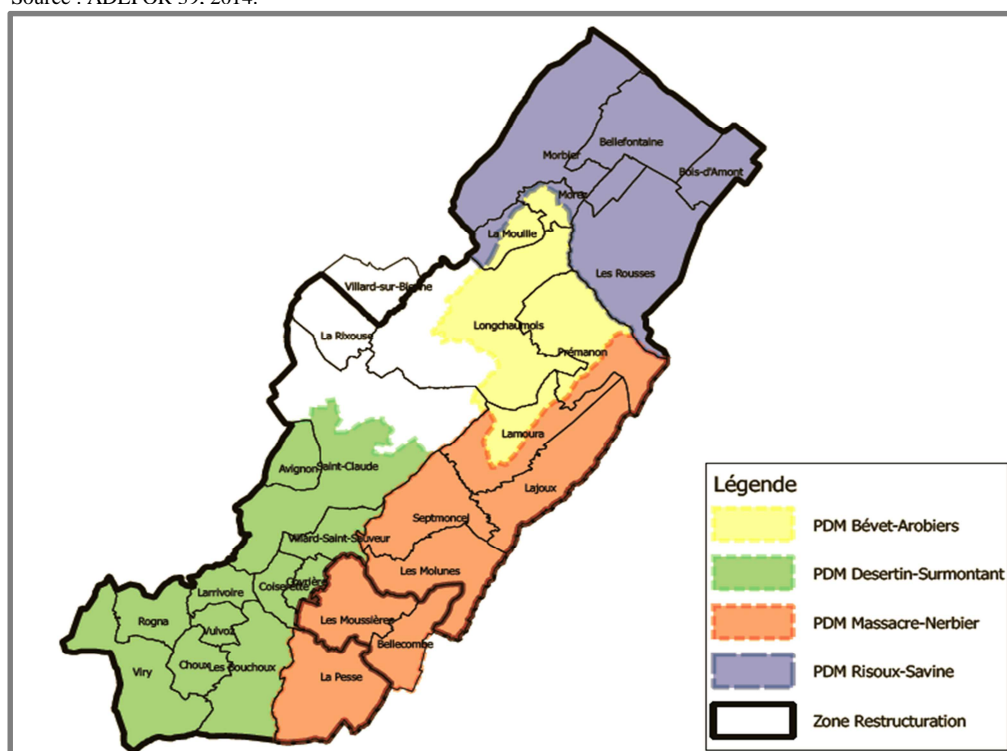 Source : ADEFOR 39, 2014.
Bellefontaine
Morbier
Bois-d'Amont
Morez
La Mouille
Les Rousses
Villard-sur-Bienne
Longchaumois
La Rixouse
Prémanon
Lamoura
Avignon
Saint-Claude
Lajoux
Septmoncel
Villard-Saint-Sauveur
Les Molunes
Coyrière
Coiserette
Larrivoire
Les Moussières
Rogna
Vulvoz
Bellecombe
Choux
Les Bouchoux
Viry
La Pesse
Légende
PDM Bévet-Arobiers
PDM Desertin-Surmontant
PDM Massacre-Nerbier
PDM Risoux-Savine
Zone Restructuration